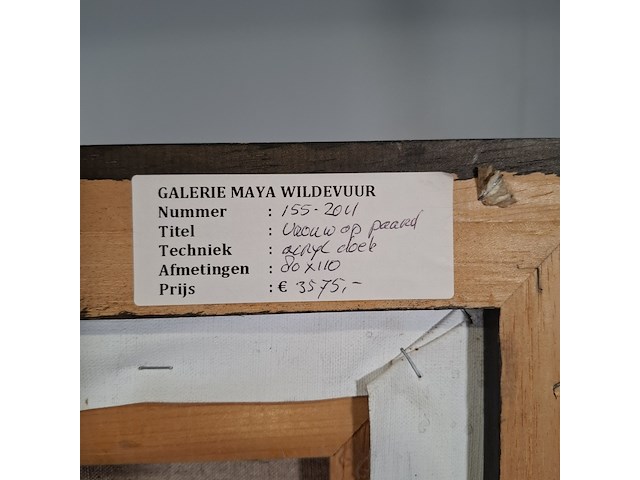 GALERIE MAYA WILDEVUUR
Nummer : 155-2011
Titel : Vrouw op paard
Techniek : acryl doek
Afmetingen : 80 x 110
Prijs : € 3575,-